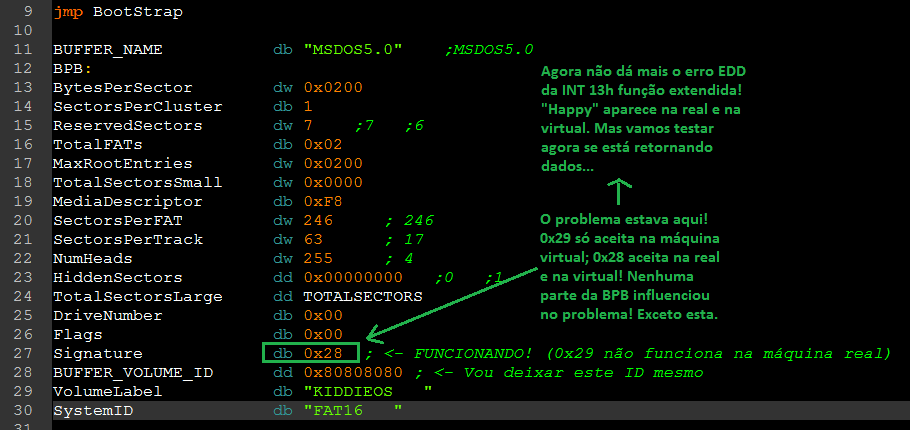 9 jmp BootStrap
10
11 BUFFER_NAME db "MSDOS5.0" ;MSDOS5.0
12 BPB:
13 BytesPerSector dw 0x0200
14 SectorsPerCluster db 1
15 ReservedSectors dw 7 ;7 ;6
16 TotalFATs db 0x02
17 MaxRootEntries dw 0x0200
18 TotalSectorsSmall dw 0x0000
19 MediaDescriptor db 0xF8
20 SectorsPerFAT dw 246 ; 246
21 SectorsPerTrack dw 63 ; 17
22 NumHeads dw 255 ; 4
23 HiddenSectors dd 0x00000000 ;0 ;1
24 TotalSectorsLarge dd TOTALSECTORS
25 DriveNumber db 0x00
26 Flags db 0x00
27 Signature db 0x28 ; <- FUNCIONANDO! (0x29 não funciona na máquina real)
28 BUFFER_VOLUME_ID dd 0x80808080 ; <- Vou deixar este ID mesmo
29 VolumeLabel db "KIDDIEOS   "
30 SystemID db "FAT16   "
31
Agora não dá mais o erro EDD
da INT 13h função extendida!
"Happy" aparece na real e na
virtual. Mas vamos testar
agora se está retornando
dados...
O problema estava aqui!
0x29 só aceita na máquina
virtual; 0x28 aceita na real
e na virtual! Nenhuma
parte da BPB influenciou
no problema! Exceto esta.